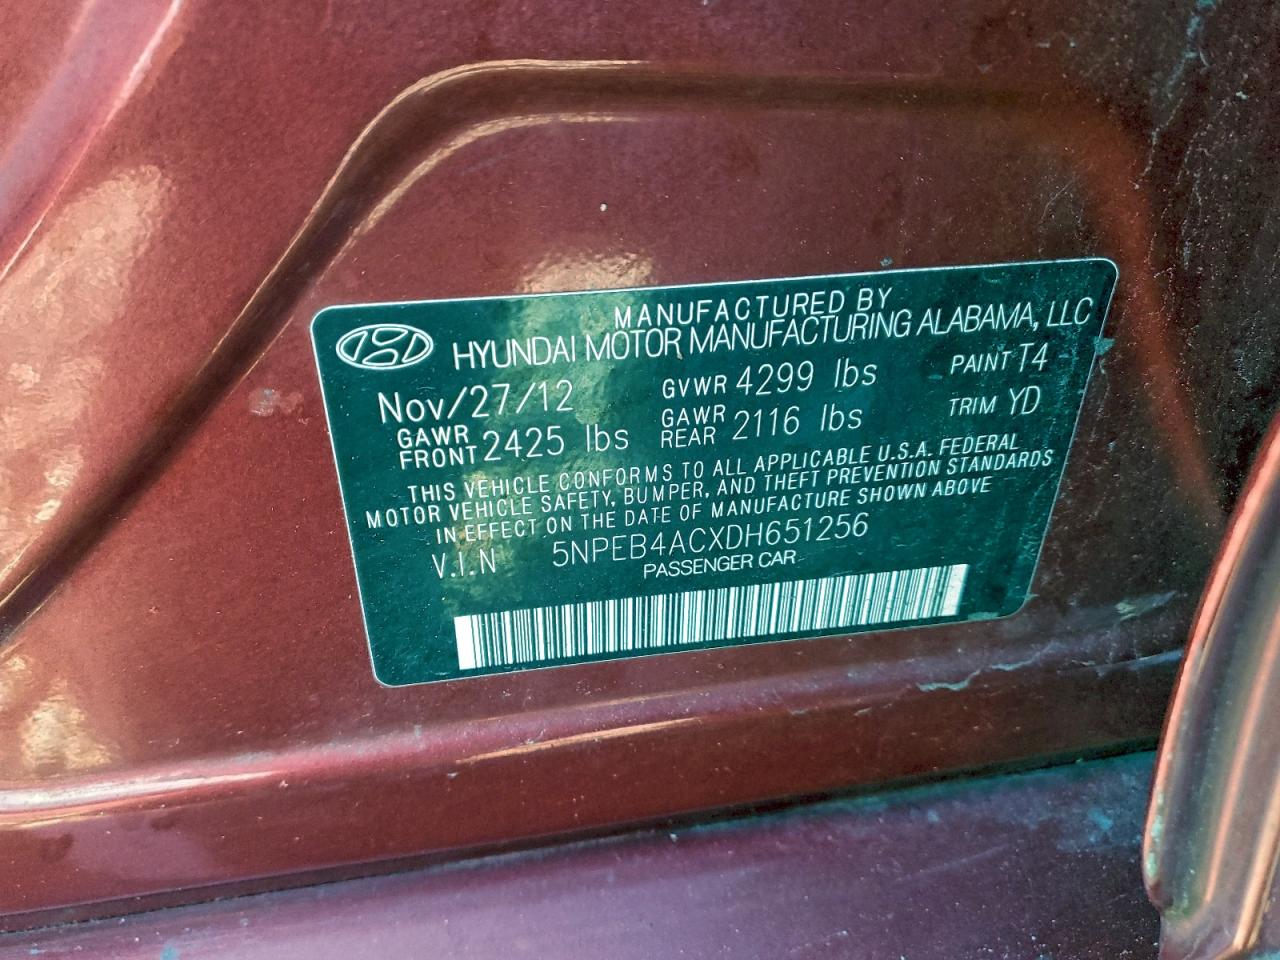 MANUFACTURED BY
HYUNDAI MOTOR MANUFACTURING ALABAMA, LLC
Nov/27/12 GVWR 4299 lbs PAINT T4
GAWR FRONT 2425 lbs GAWR REAR 2116 lbs TRIM YD
THIS VEHICLE CONFORMS TO ALL APPLICABLE U.S.A. FEDERAL
MOTOR VEHICLE SAFETY, BUMPER, AND THEFT PREVENTION STANDARDS
IN EFFECT ON THE DATE OF MANUFACTURE SHOWN ABOVE
V.I.N 5NPEB4ACXDH651256
PASSENGER CAR